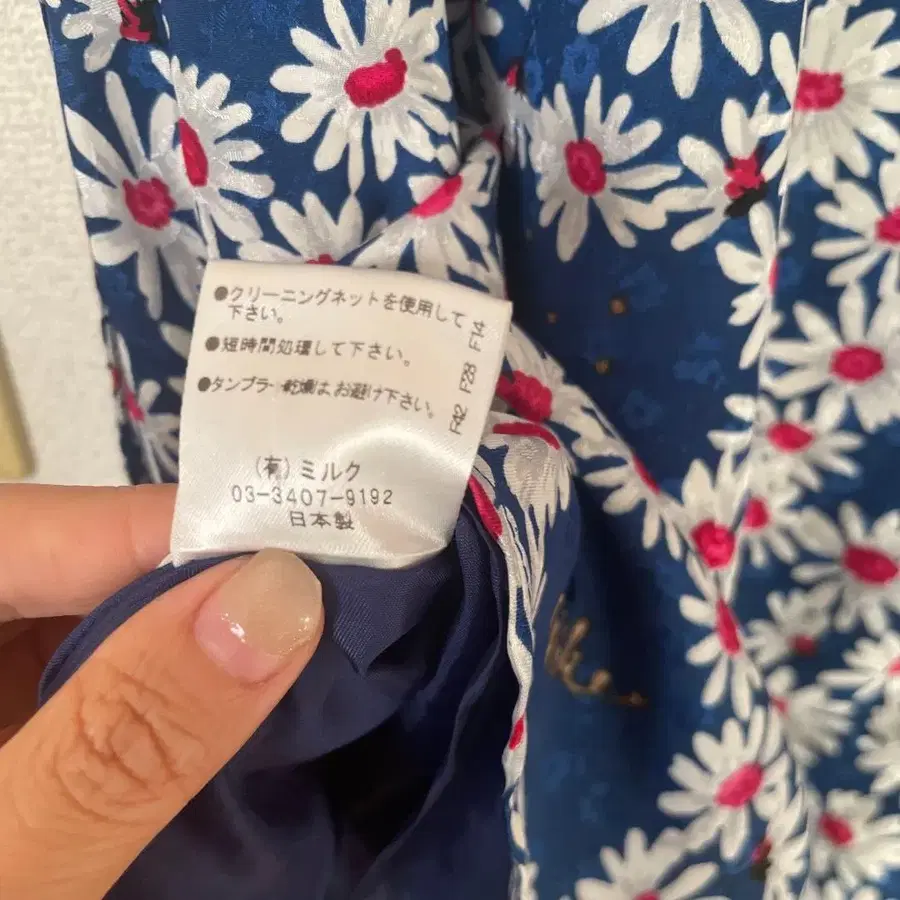 ●クリーニングネットを使用して
下さい。
●短時間処理して下さい。
●タンブラー乾燥は、お避け下さい。
F42 F28 F14
(有)ミルク
03-3407-9192
日本製